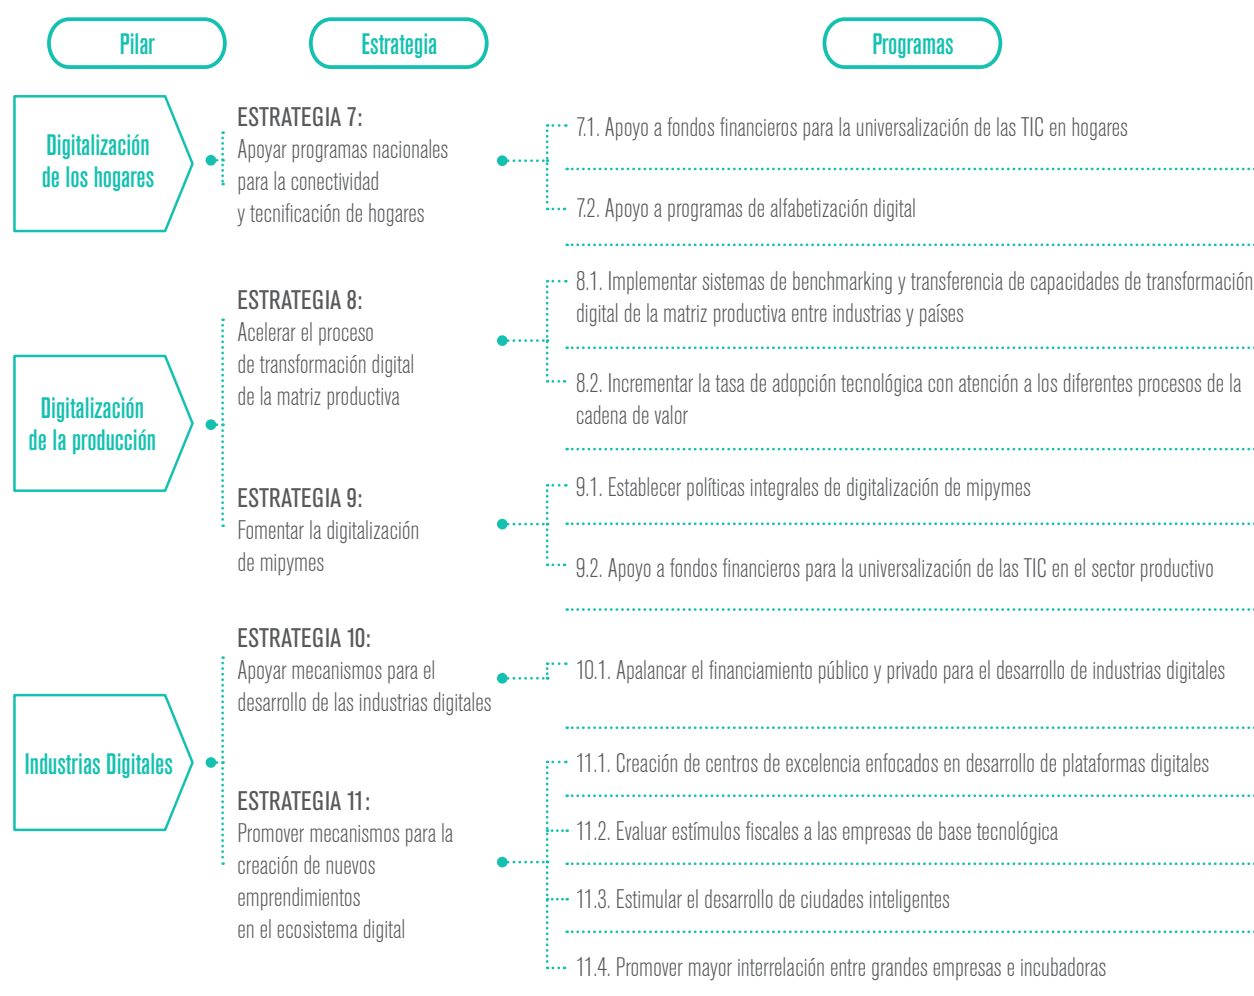 Pilar
Estrategia
Programas
Digitalización
de los hogares
ESTRATEGIA 7:
Apoyar programas nacionales
para la conectividad
y tecnificación de hogares
7.1. Apoyo a fondos financieros para la universalización de las TIC en hogares
7.2. Apoyo a programas de alfabetización digital
Digitalización
de la producción
ESTRATEGIA 8:
Acelerar el proceso
de transformación digital
de la matriz productiva
8.1. Implementar sistemas de benchmarking y transferencia de capacidades de transformación
digital de la matriz productiva entre industrias y países
8.2. Incrementar la tasa de adopción tecnológica con atención a los diferentes procesos de la
cadena de valor
ESTRATEGIA 9:
Fomentar la digitalización
de mipymes
9.1. Establecer políticas integrales de digitalización de mipymes
9.2. Apoyo a fondos financieros para la universalización de las TIC en el sector productivo
Industrias Digitales
ESTRATEGIA 10:
Apoyar mecanismos para el
desarrollo de las industrias digitales
10.1. Apalancar el financiamiento público y privado para el desarrollo de industrias digitales
ESTRATEGIA 11:
Promover mecanismos para la
creación de nuevos
emprendimientos
en el ecosistema digital
11.1. Creación de centros de excelencia enfocados en desarrollo de plataformas digitales
11.2. Evaluar estímulos fiscales a las empresas de base tecnológica
11.3. Estimular el desarrollo de ciudades inteligentes
11.4. Promover mayor interrelación entre grandes empresas e incubadoras